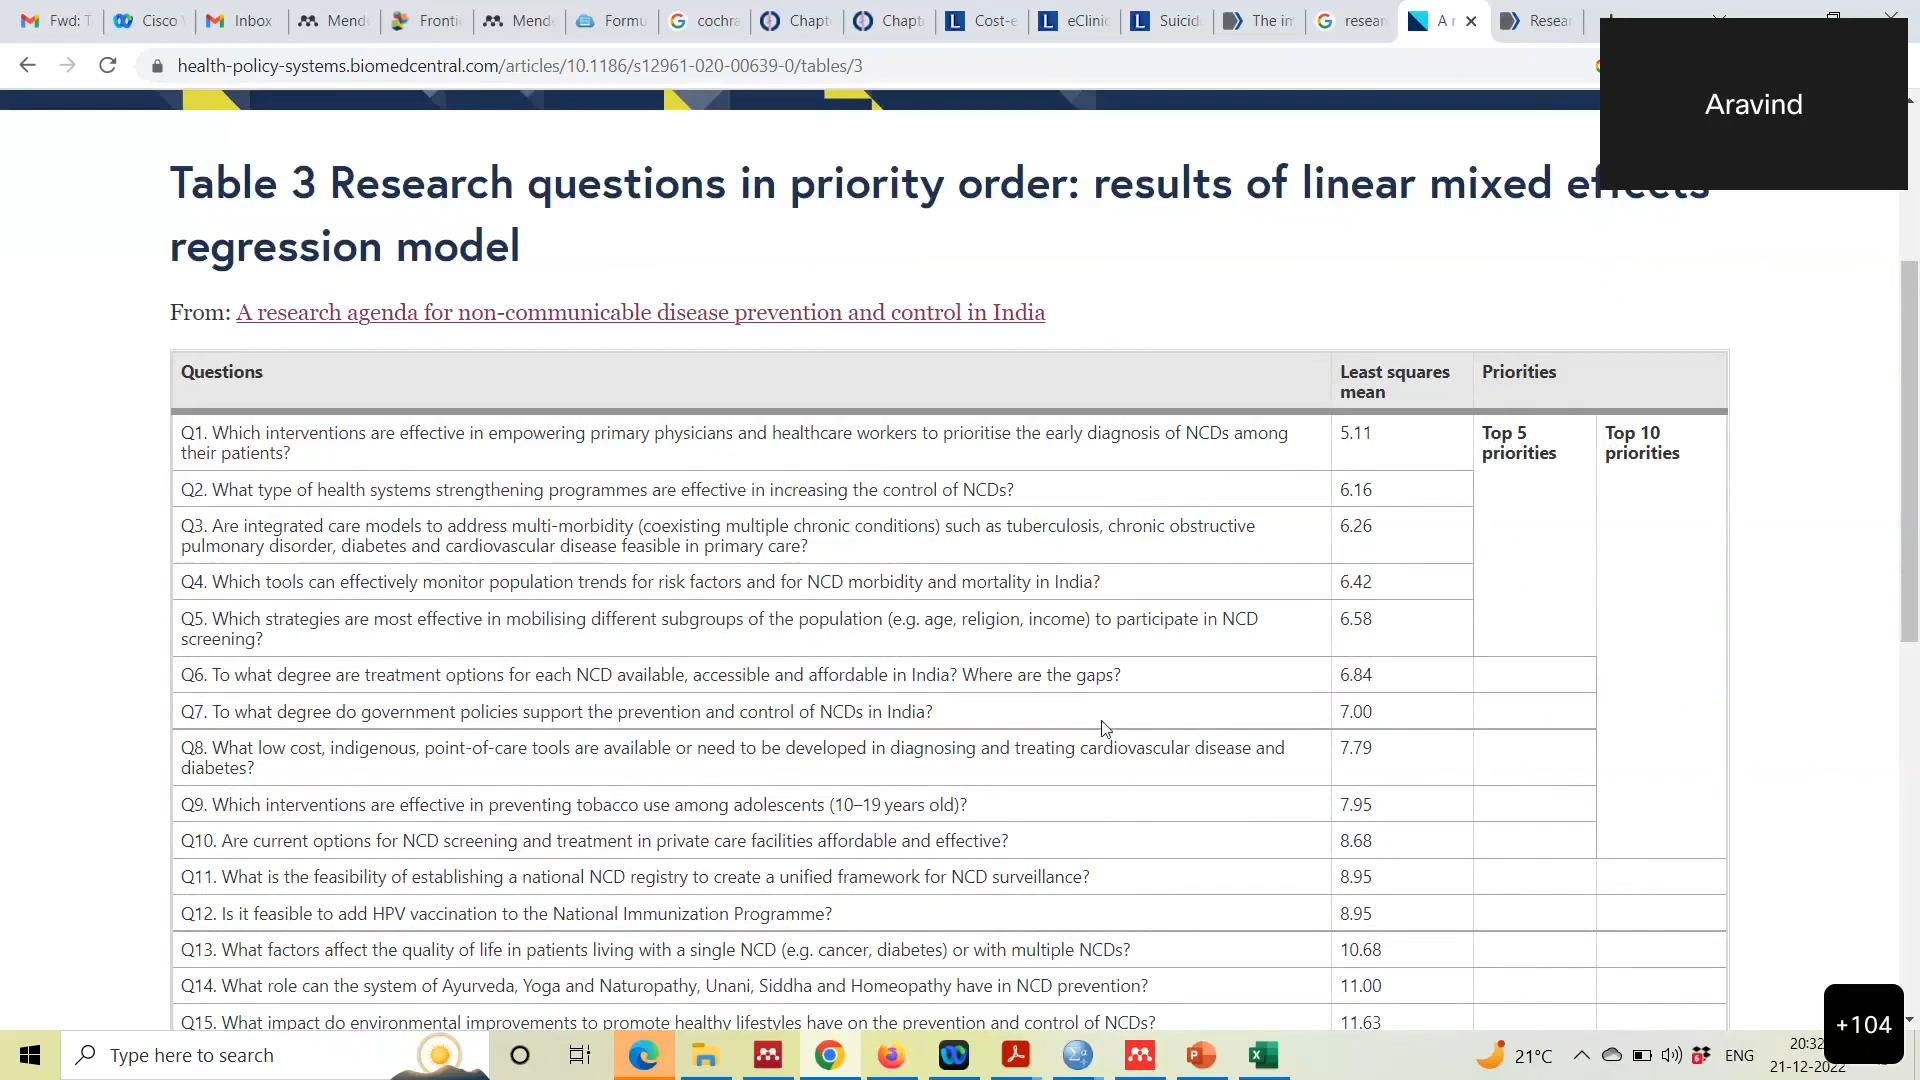 Fwd: T
Cisco
Inbox
Mend
Frontie
Mend
Formu
cochra
Chapt
Chapt
Cost-e
eClinic
Suicid
The im
resear
A r
Resea
health-policy-systems.biomedcentral.com/articles/10.1186/s12961-020-00639-0/tables/3
Aravind
Table 3 Research questions in priority order: results of linear mixed effects
regression model
From: A research agenda for non-communicable disease prevention and control in India
Questions
Least squares
mean
Priorities
Q1. Which interventions are effective in empowering primary physicians and healthcare workers to prioritise the early diagnosis of NCDs among
their patients?
5.11
Top 5
priorities
Top 10
priorities
Q2. What type of health systems strengthening programmes are effective in increasing the control of NCDs?
6.16
Q3. Are integrated care models to address multi-morbidity (coexisting multiple chronic conditions) such as tuberculosis, chronic obstructive
pulmonary disorder, diabetes and cardiovascular disease feasible in primary care?
6.26
Q4. Which tools can effectively monitor population trends for risk factors and for NCD morbidity and mortality in India?
6.42
Q5. Which strategies are most effective in mobilising different subgroups of the population (e.g. age, religion, income) to participate in NCD
screening?
6.58
Q6. To what degree are treatment options for each NCD available, accessible and affordable in India? Where are the gaps?
6.84
Q7. To what degree do government policies support the prevention and control of NCDs in India?
7.00
Q8. What low cost, indigenous, point-of-care tools are available or need to be developed in diagnosing and treating cardiovascular disease and
diabetes?
7.79
Q9. Which interventions are effective in preventing tobacco use among adolescents (10–19 years old)?
7.95
Q10. Are current options for NCD screening and treatment in private care facilities affordable and effective?
8.68
Q11. What is the feasibility of establishing a national NCD registry to create a unified framework for NCD surveillance?
8.95
Q12. Is it feasible to add HPV vaccination to the National Immunization Programme?
8.95
Q13. What factors affect the quality of life in patients living with a single NCD (e.g. cancer, diabetes) or with multiple NCDs?
10.68
Q14. What role can the system of Ayurveda, Yoga and Naturopathy, Unani, Siddha and Homeopathy have in NCD prevention?
11.00
Q15. What impact do environmental improvements to promote healthy lifestyles have on the prevention and control of NCDs?
11.63
+104
Type here to search
21°C
ENG
20:32
21-12-2022